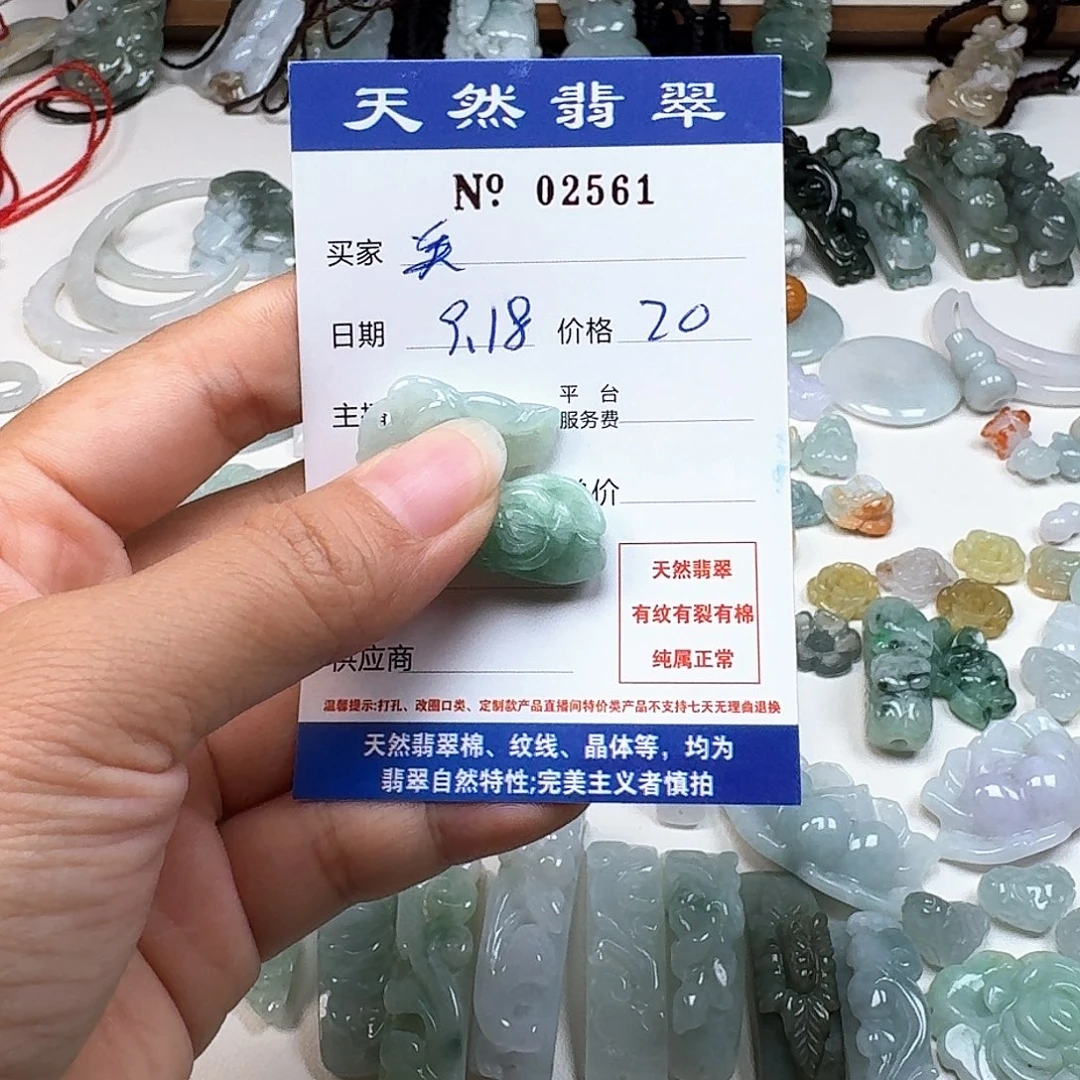 天然翡翠
Nº 02561
买家
日期 9.18 价格 20
主播 平台
服务费
价
天然翡翠
有纹有裂有棉
纯属正常
供应商
温馨提示:打孔、改圈口类、定制款产品直播间特价类产品不支持七天无理由退换
天然翡翠棉、纹线、晶体等，均为
翡翠自然特性;完美主义者慎拍